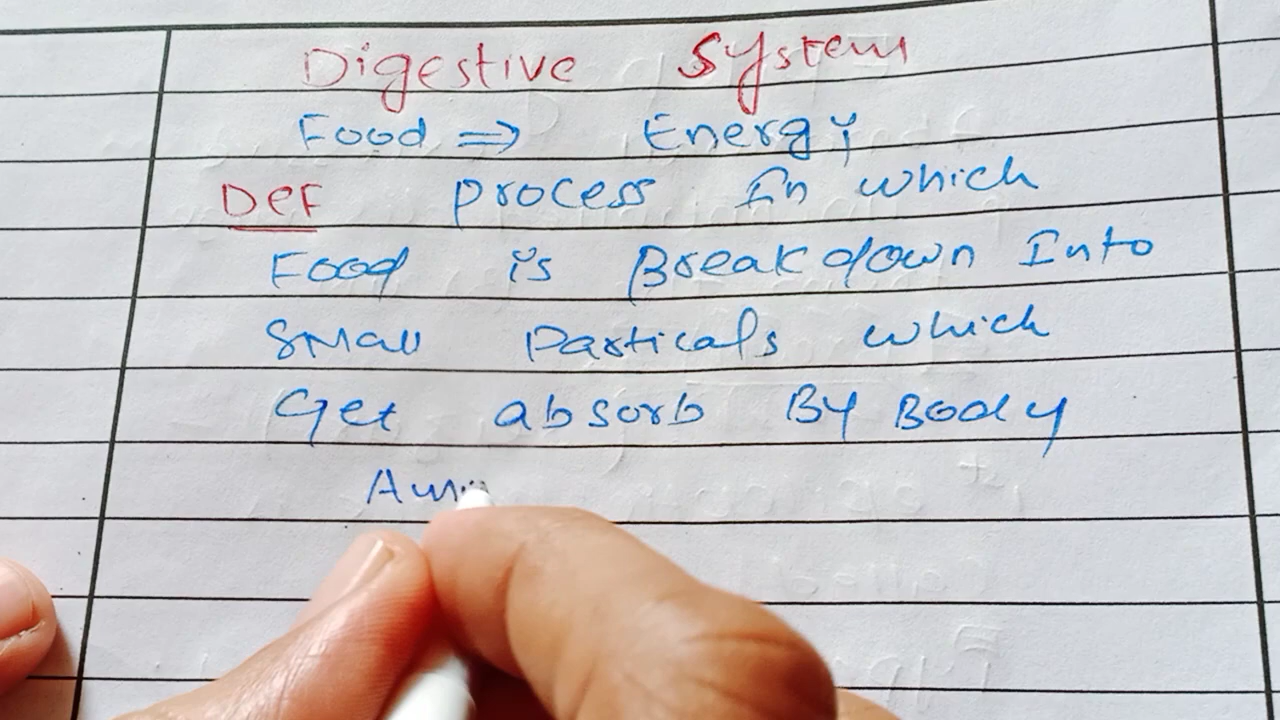 Digestive System
Food ⇒ Energy
Def process In which
Food is Breakdown Into
Small Particals which
Get absorb By Body